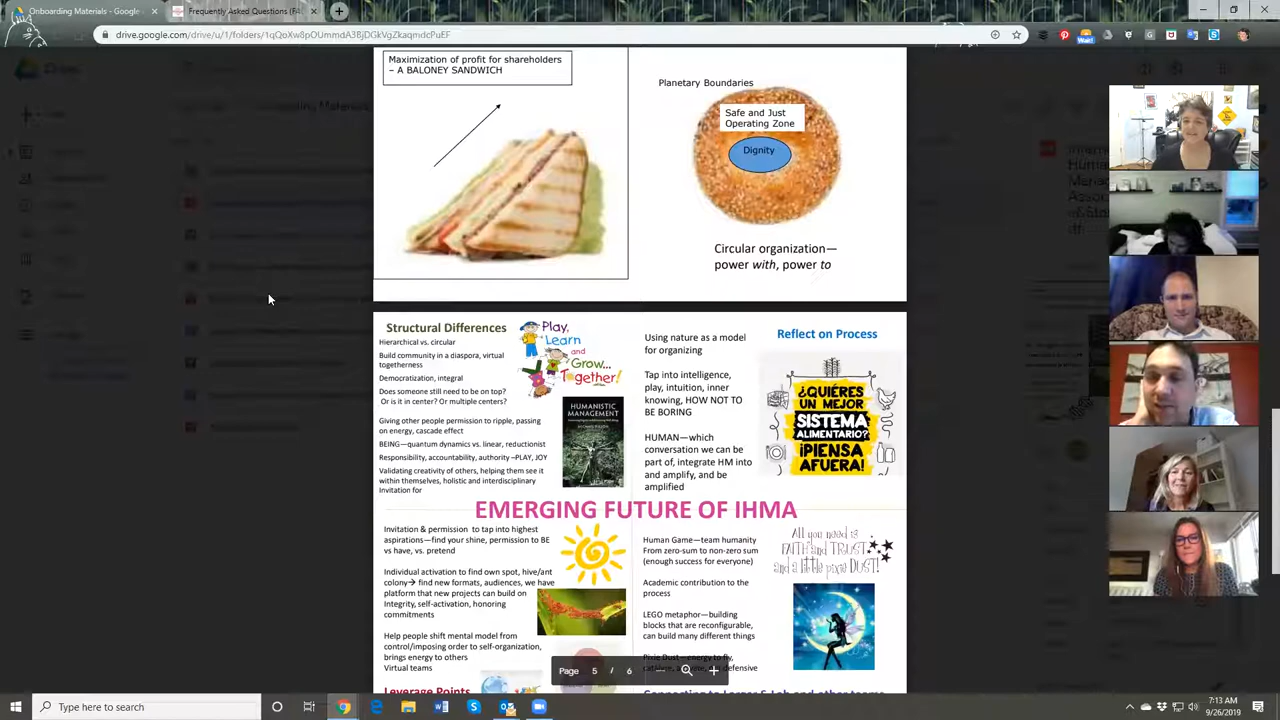 Onboarding Materials - Google
Frequently Asked Questions (FA
drive.google.com/drive/u/1/folders/
Maximization of profit for shareholders
– A BALONEY SANDWICH
Planetary Boundaries
Safe and Just
Operating Zone
Dignity
Circular organization—
power with, power to
Structural Differences
Hierarchical vs. circular
Build community in a diaspora, virtual
togetherness
Democratization, integral
Does someone still need to be on top?
Or is it in center? Or multiple centers?
Giving other people permission to ripple, passing
on energy, cascade effect
BEING—quantum dynamics vs. linear, reductionist
Responsibility, accountability, authority –PLAY, JOY
Validating creativity of others, helping them see it
within themselves, holistic and interdisciplinary
Invitation for
Play,
Learn
and
Grow...
Together!
HUMANISTIC
MANAGEMENT
Using nature as a model
for organizing
Tap into intelligence,
play, intuition, inner
knowing, HOW NOT TO
BE BORING
HUMAN—which
conversation we can be
part of, integrate HM into
and amplify, and be
amplified
Reflect on Process
¿QUIÉRES
UN MEJOR
SISTEMA
ALIMENTARIO?
¡PIENSA
AFUERA!
EMERGING FUTURE OF IHMA
Invitation & permission to tap into highest
aspirations—find your shine, permission to BE
vs have, vs. pretend
Individual activation to find own spot, hive/ant
colony→ find new formats, audiences, we have
platform that new projects can build on
Integrity, self-activation, honoring
commitments
Help people shift mental model from
control/imposing order to self-organization,
brings energy to others
Virtual teams
Leverage Points
Human Game—team humanity
From zero-sum to non-zero sum
(enough success for everyone)
Academic contribution to the
process
LEGO metaphor—building
blocks that are reconfigurable,
can build many different things
Pixie Dust—energy to fly,
defensive
All you need is
FAITH and TRUST
and a little pixie DUST!
Connecting to Larger S-Lab and other teams
Page 5 / 6
Type here to search
7:13 AM
9/26/2019